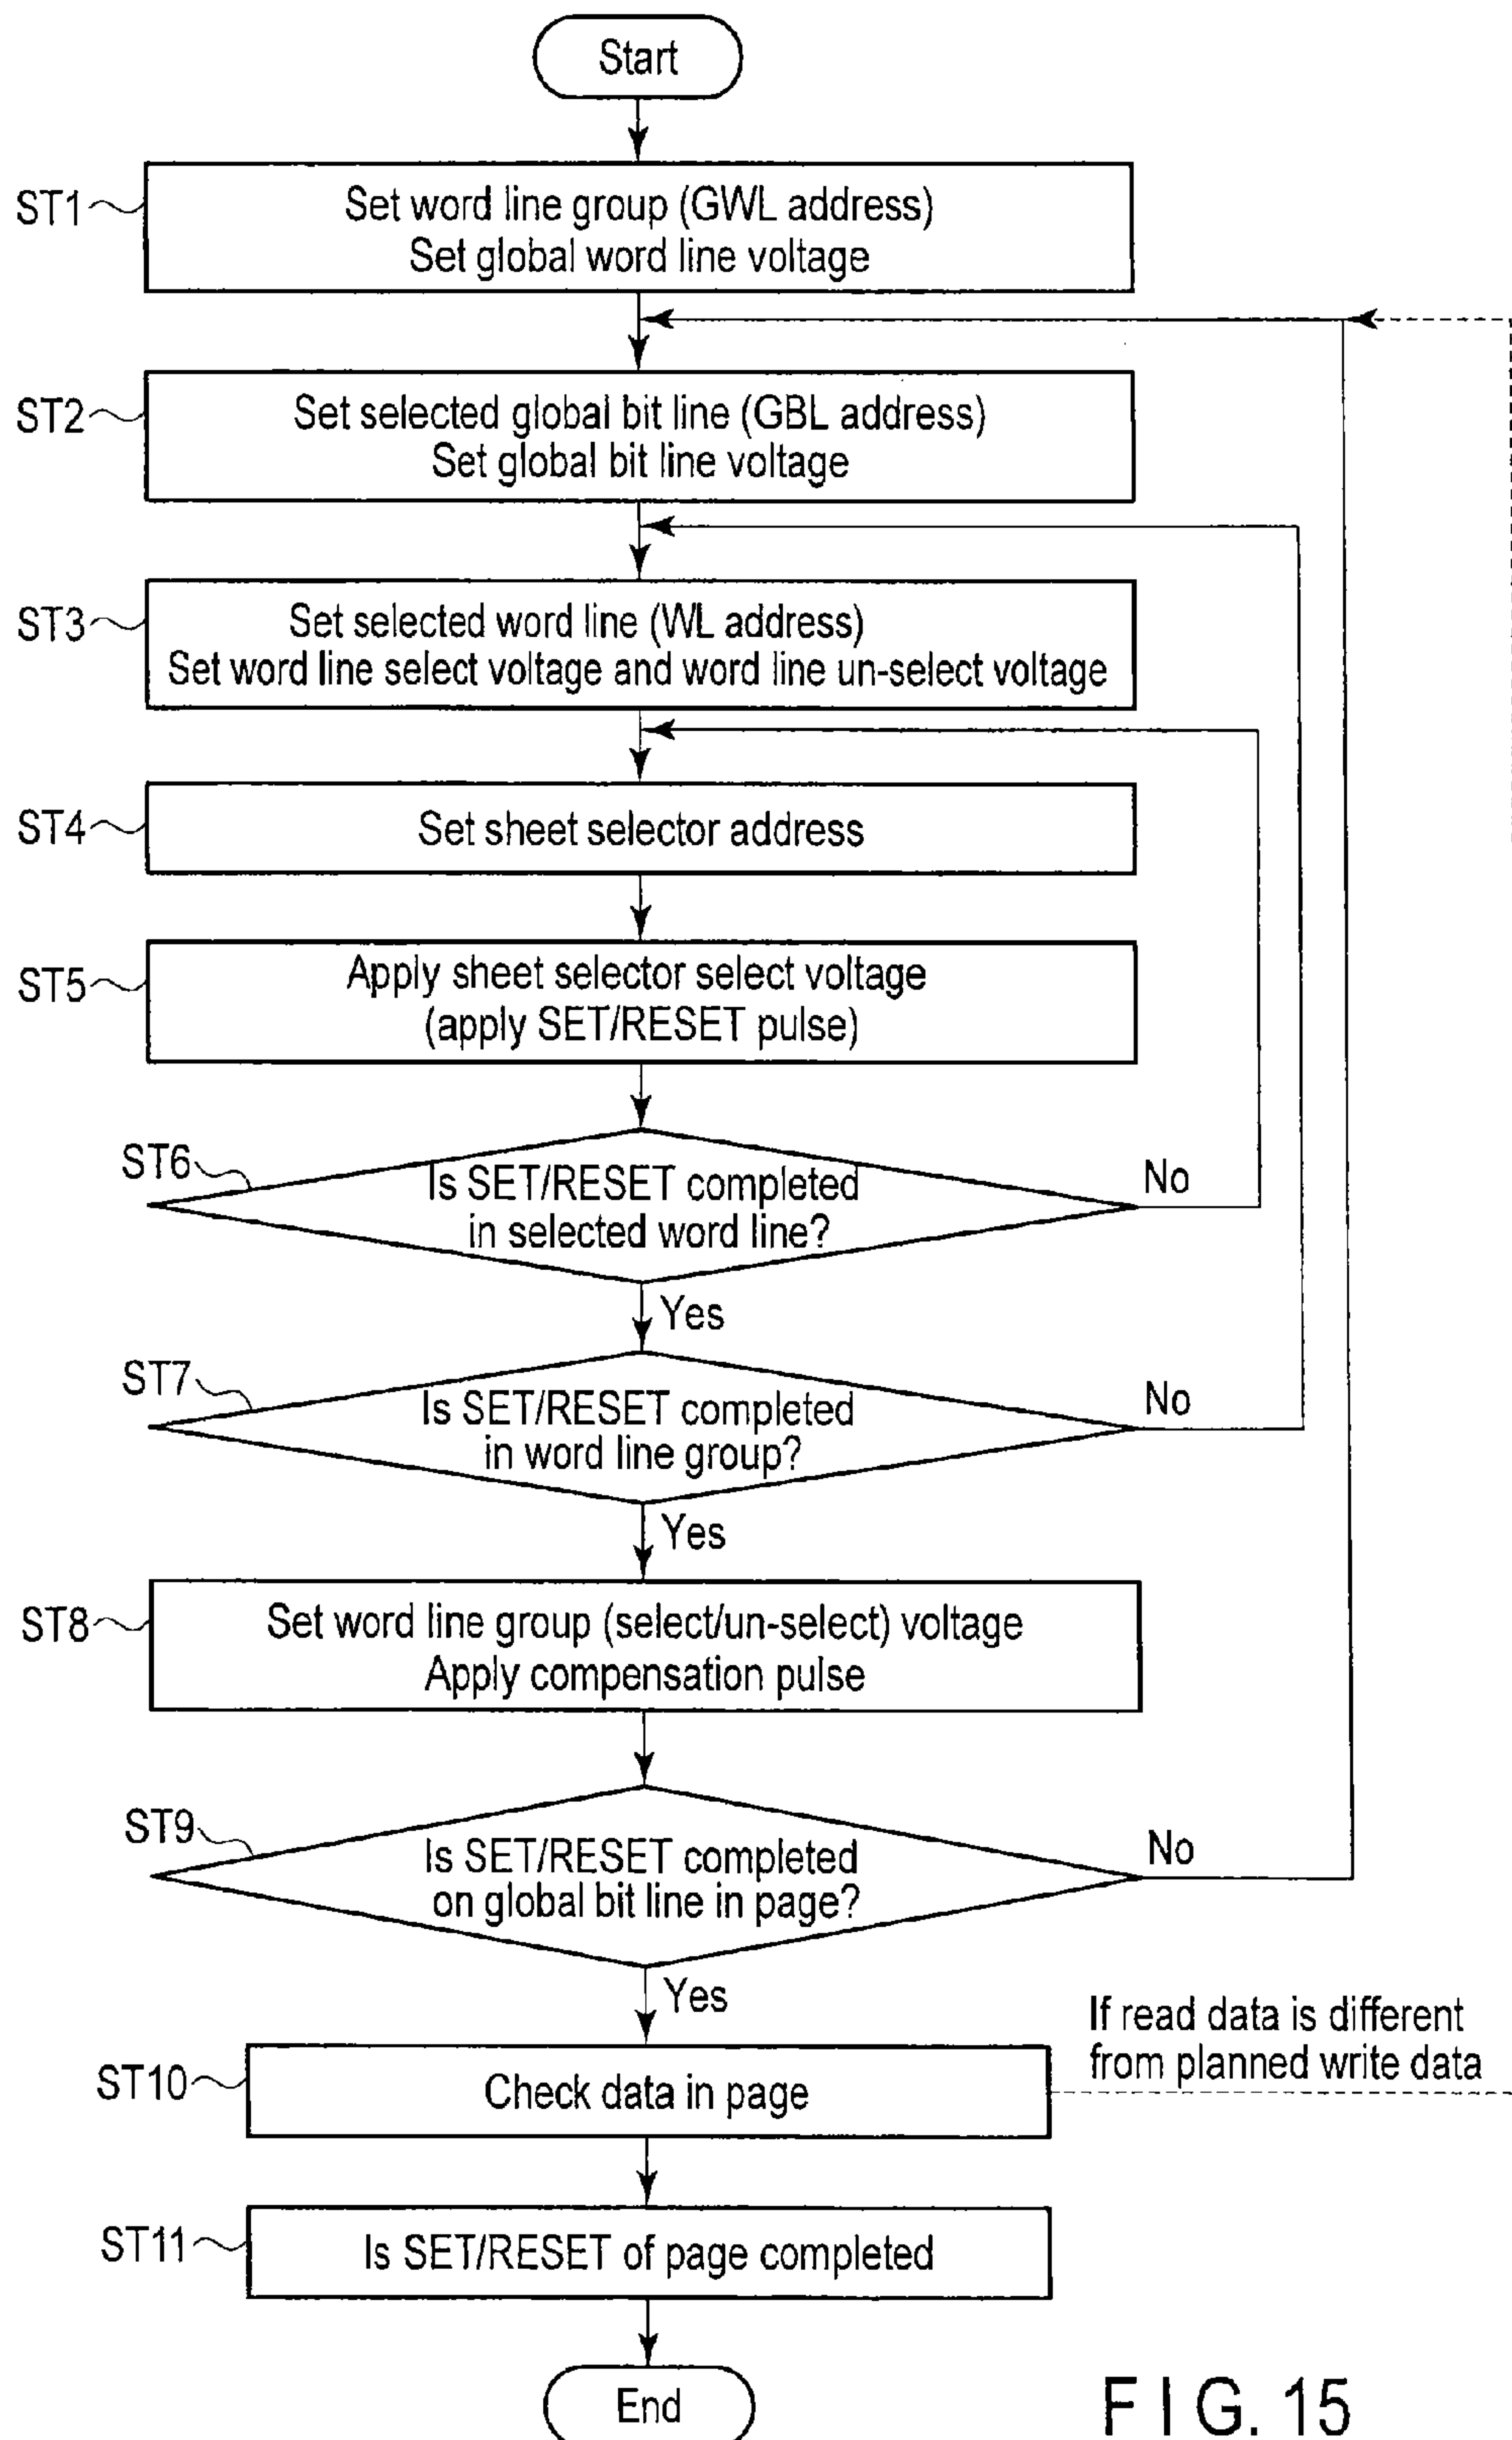 Start
ST1
Set word line group (GWL address)
Set global word line voltage
ST2
Set selected global bit line (GBL address)
Set global bit line voltage
ST3
Set selected word line (WL address)
Set word line select voltage and word line un-select voltage
ST4
Set sheet selector address
ST5
Apply sheet selector select voltage
(apply SET/RESET pulse)
ST6
Is SET/RESET completed
in selected word line?
No
Yes
ST7
Is SET/RESET completed
in word line group?
No
Yes
ST8
Set word line group (select/un-select) voltage
Apply compensation pulse
ST9
Is SET/RESET completed
on global bit line in page?
No
Yes
If read data is different
from planned write data
ST10
Check data in page
ST11
Is SET/RESET of page completed
End
FIG. 15